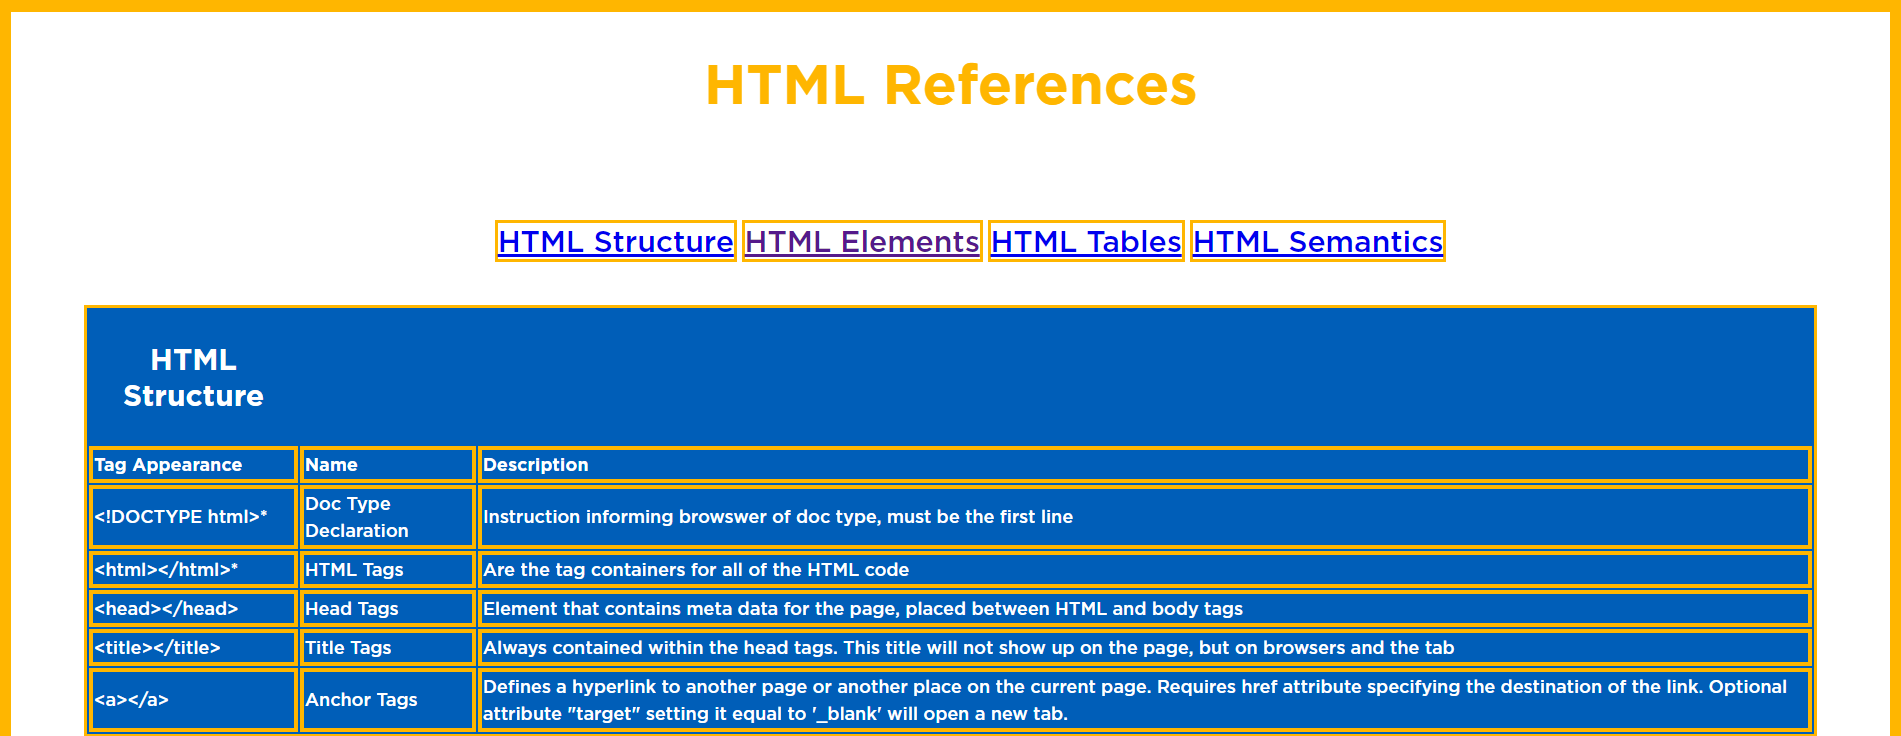 HTML References
HTML Structure HTML Elements HTML Tables HTML Semantics
HTML
Structure
Tag Appearance Name Description
<!DOCTYPE html>* Doc Type
Declaration Instruction informing browswer of doc type, must be the first line
<html></html>* HTML Tags Are the tag containers for all of the HTML code
<head></head> Head Tags Element that contains meta data for the page, placed between HTML and body tags
<title></title> Title Tags Always contained within the head tags. This title will not show up on the page, but on browsers and the tab
<a></a> Anchor Tags Defines a hyperlink to another page or another place on the current page. Requires href attribute specifying the destination of the link. Optional
attribute "target" setting it equal to '_blank' will open a new tab.